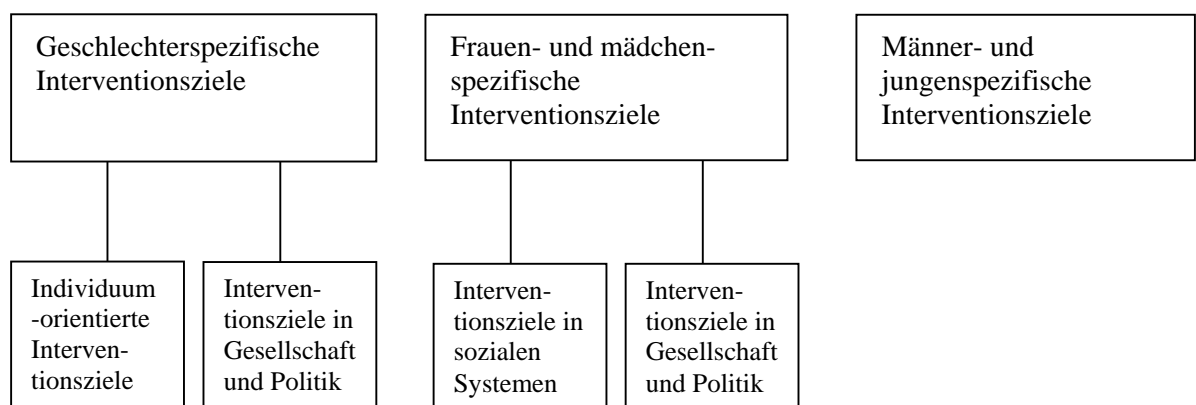 Geschlechterspezifische
Interventionsziele
Frauen- und mädchen-
spezifische
Interventionsziele
Männer- und
jungenspezifische
Interventionsziele
Individuum
-orientierte
Interven-
tionsziele
Interven-
tionsziele in
Gesellschaft
und Politik
Interven-
tionsziele in
sozialen
Systemen
Interven-
tionsziele in
Gesellschaft
und Politik